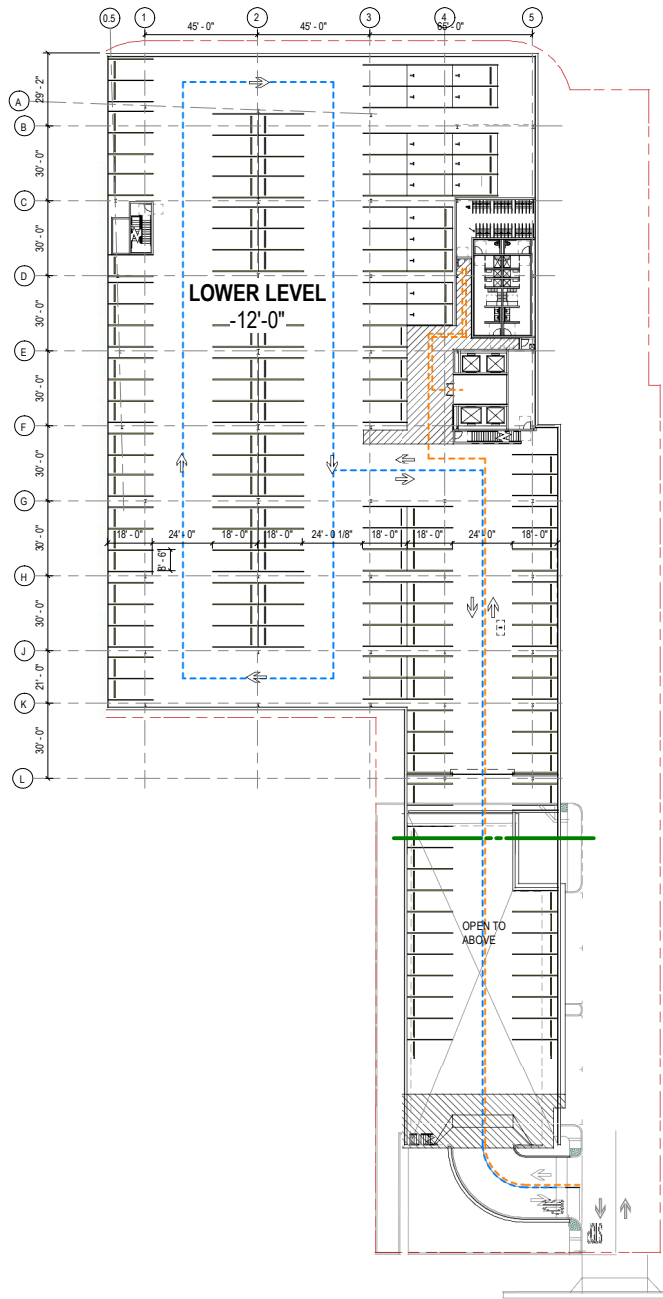 0.5
1
2
3
4
5
45' - 0"
45' - 0"
65' - 0"
29' - 2"
A
B
30' - 0"
C
30' - 0"
D
LOWER LEVEL
-12'-0"
30' - 0"
E
30' - 0"
F
30' - 0"
G
30' - 0"
18' - 0"
24' - 0"
18' - 0"
18' - 0"
24' - 0 1/8"
18' - 0"
18' - 0"
24' - 0"
18' - 0"
8' - 6"
H
30' - 0"
J
21' - 0"
K
30' - 0"
L
OPEN TO
ABOVE